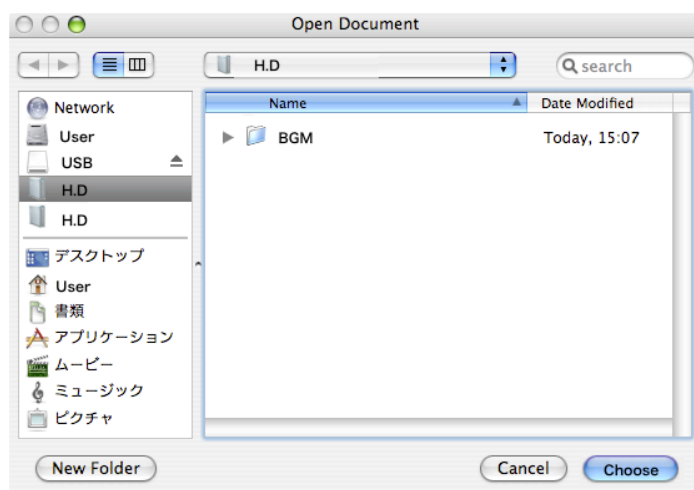 Open Document
H.D
search
Network
User
USB
H.D
H.D
デスクトップ
User
書類
アプリケーション
ムービー
ミュージック
ピクチャ
Name
Date Modified
BGM
Today, 15:07
New Folder
Cancel
Choose